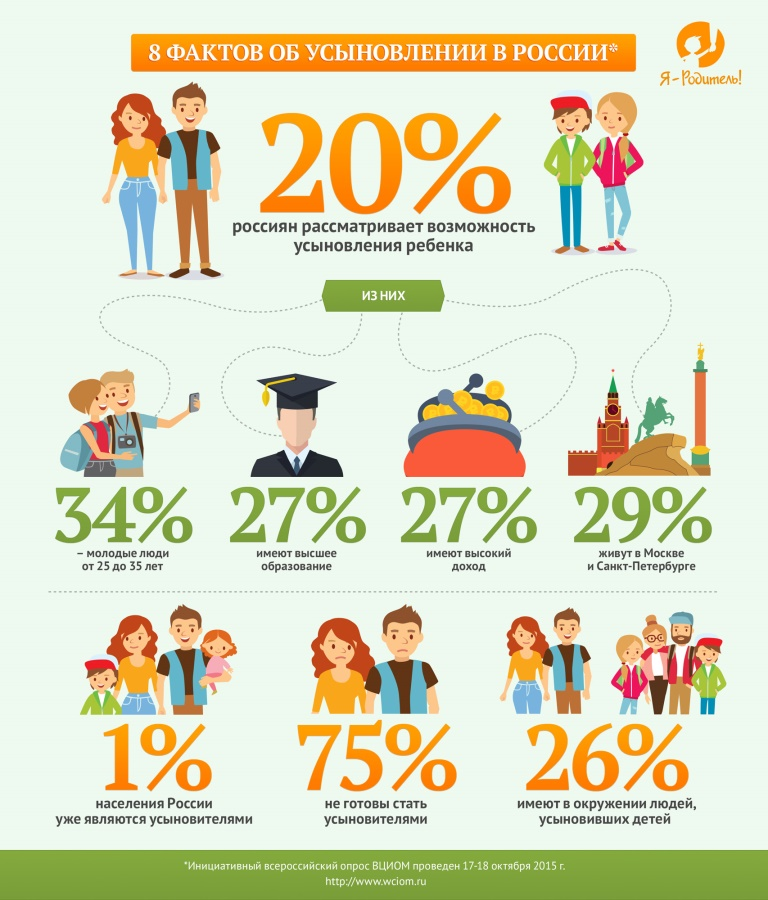 8 ФАКТОВ ОБ УСЫНОВЛЕНИИ В РОССИИ*
Я-Родитель!
20%
россиян рассматривает возможность
усыновления ребенка
ИЗ НИХ
34%
– молодые люди
от 25 до 35 лет
27%
имеют высшее
образование
27%
имеют высокий
доход
29%
живут в Москве
и Санкт-Петербурге
1%
населения России
уже являются усыновителями
75%
не готовы стать
усыновителями
26%
имеют в окружении людей,
усыновивших детей
*Инициативный всероссийский опрос ВЦИОМ проведен 17-18 октября 2015 г.
http://www.wciom.ru